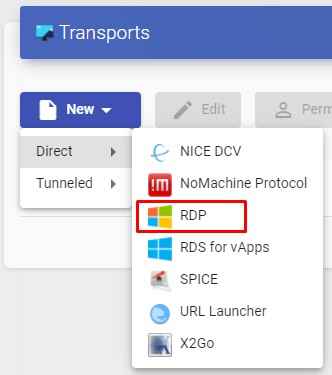 Transports
New
Edit
Perm
Direct
Tunneled
NICE DCV
NoMachine Protocol
RDP
RDS for vApps
SPICE
URL Launcher
X2Go